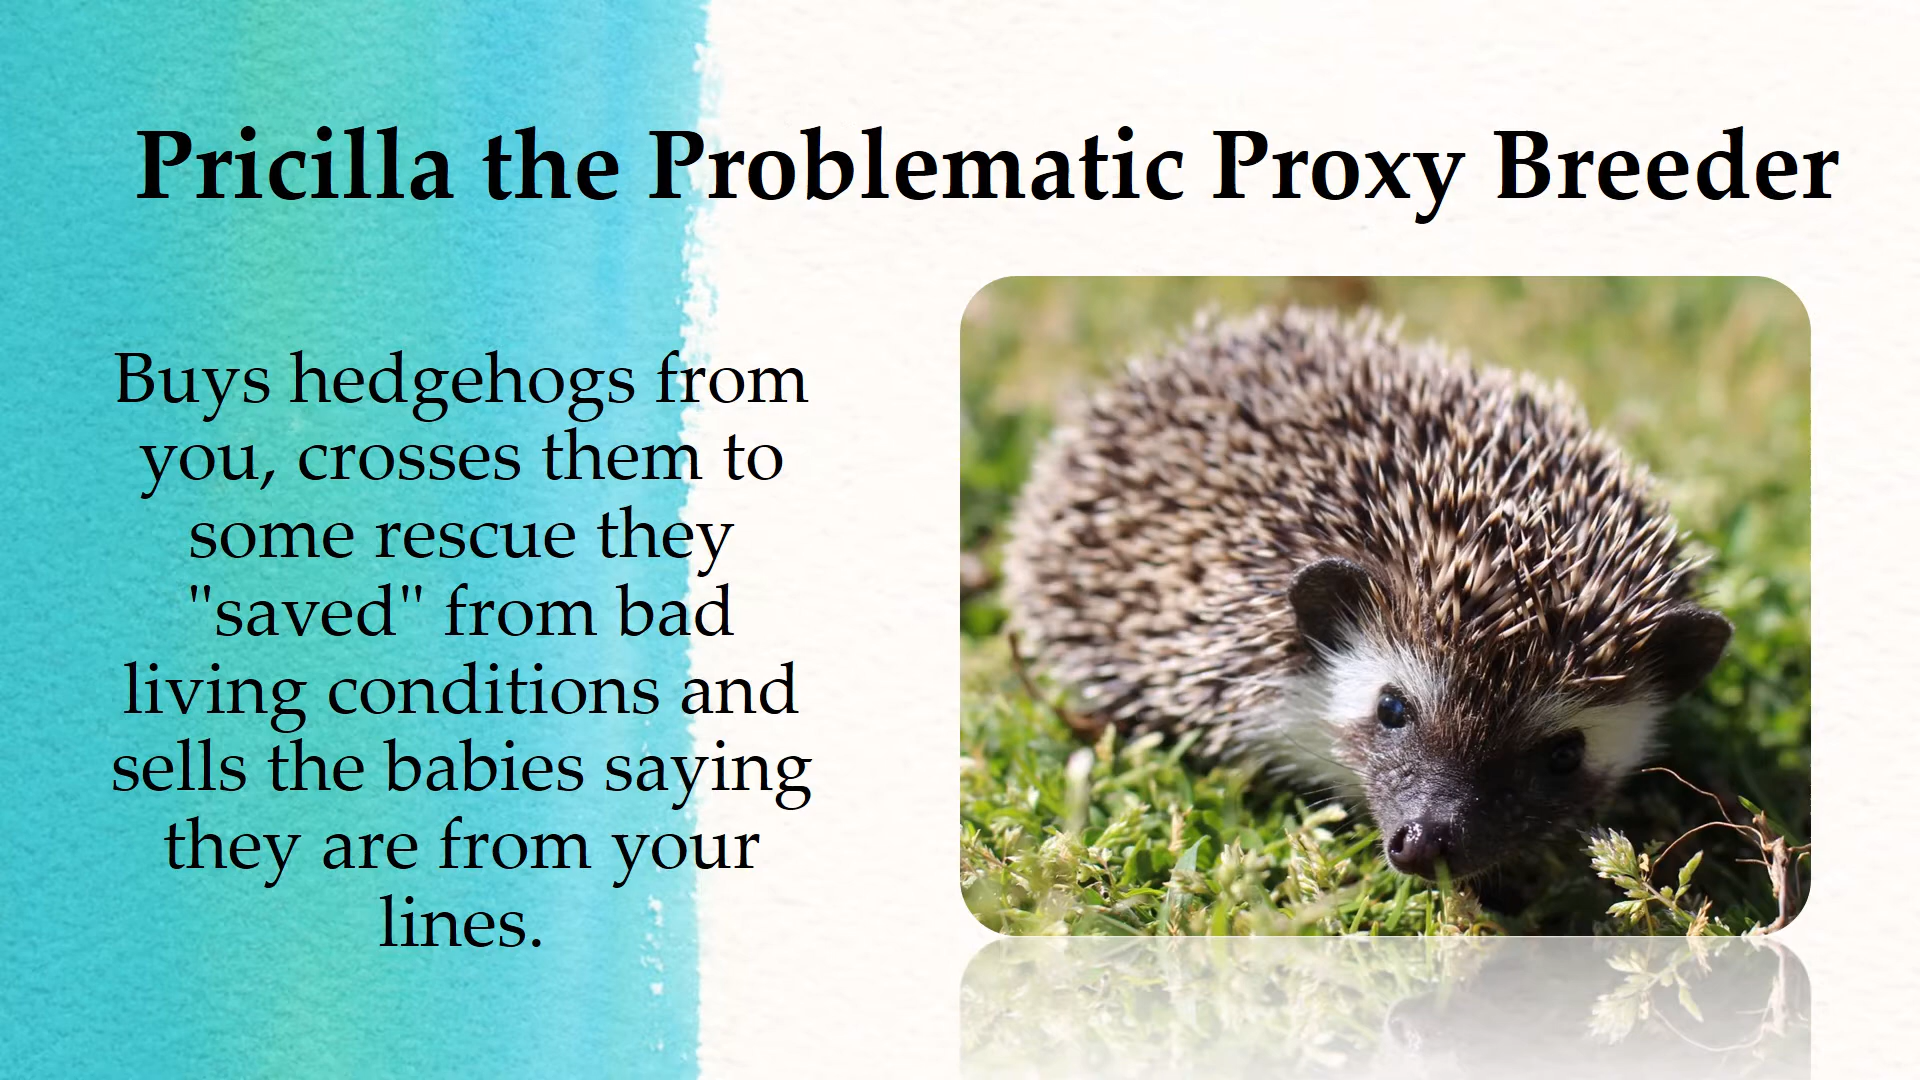 Pricilla the Problematic Proxy Breeder
Buys hedgehogs from
you, crosses them to
some rescue they
"saved" from bad
living conditions and
sells the babies saying
they are from your
lines.